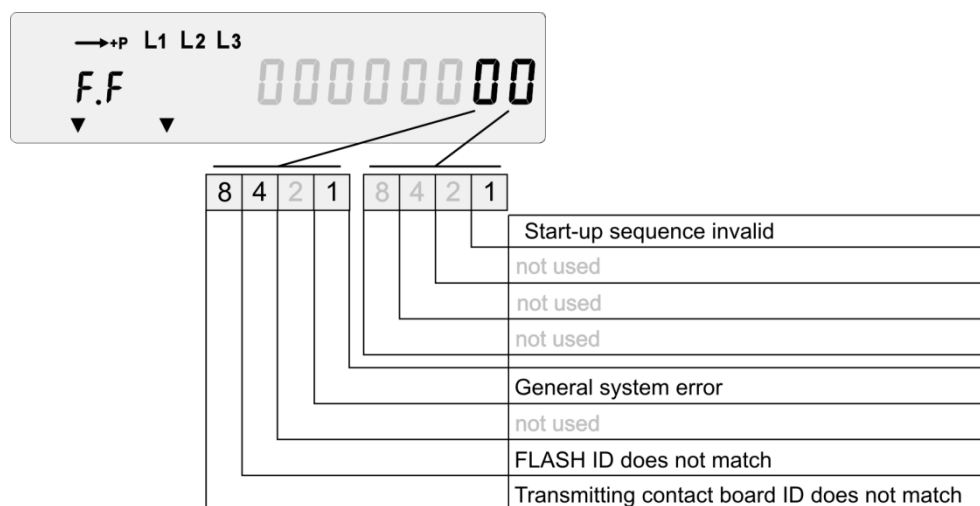 +P L1 L2 L3
F.F 00000000
8 4 2 1 8 4 2 1
Start-up sequence invalid
not used
not used
not used
General system error
not used
FLASH ID does not match
Transmitting contact board ID does not match